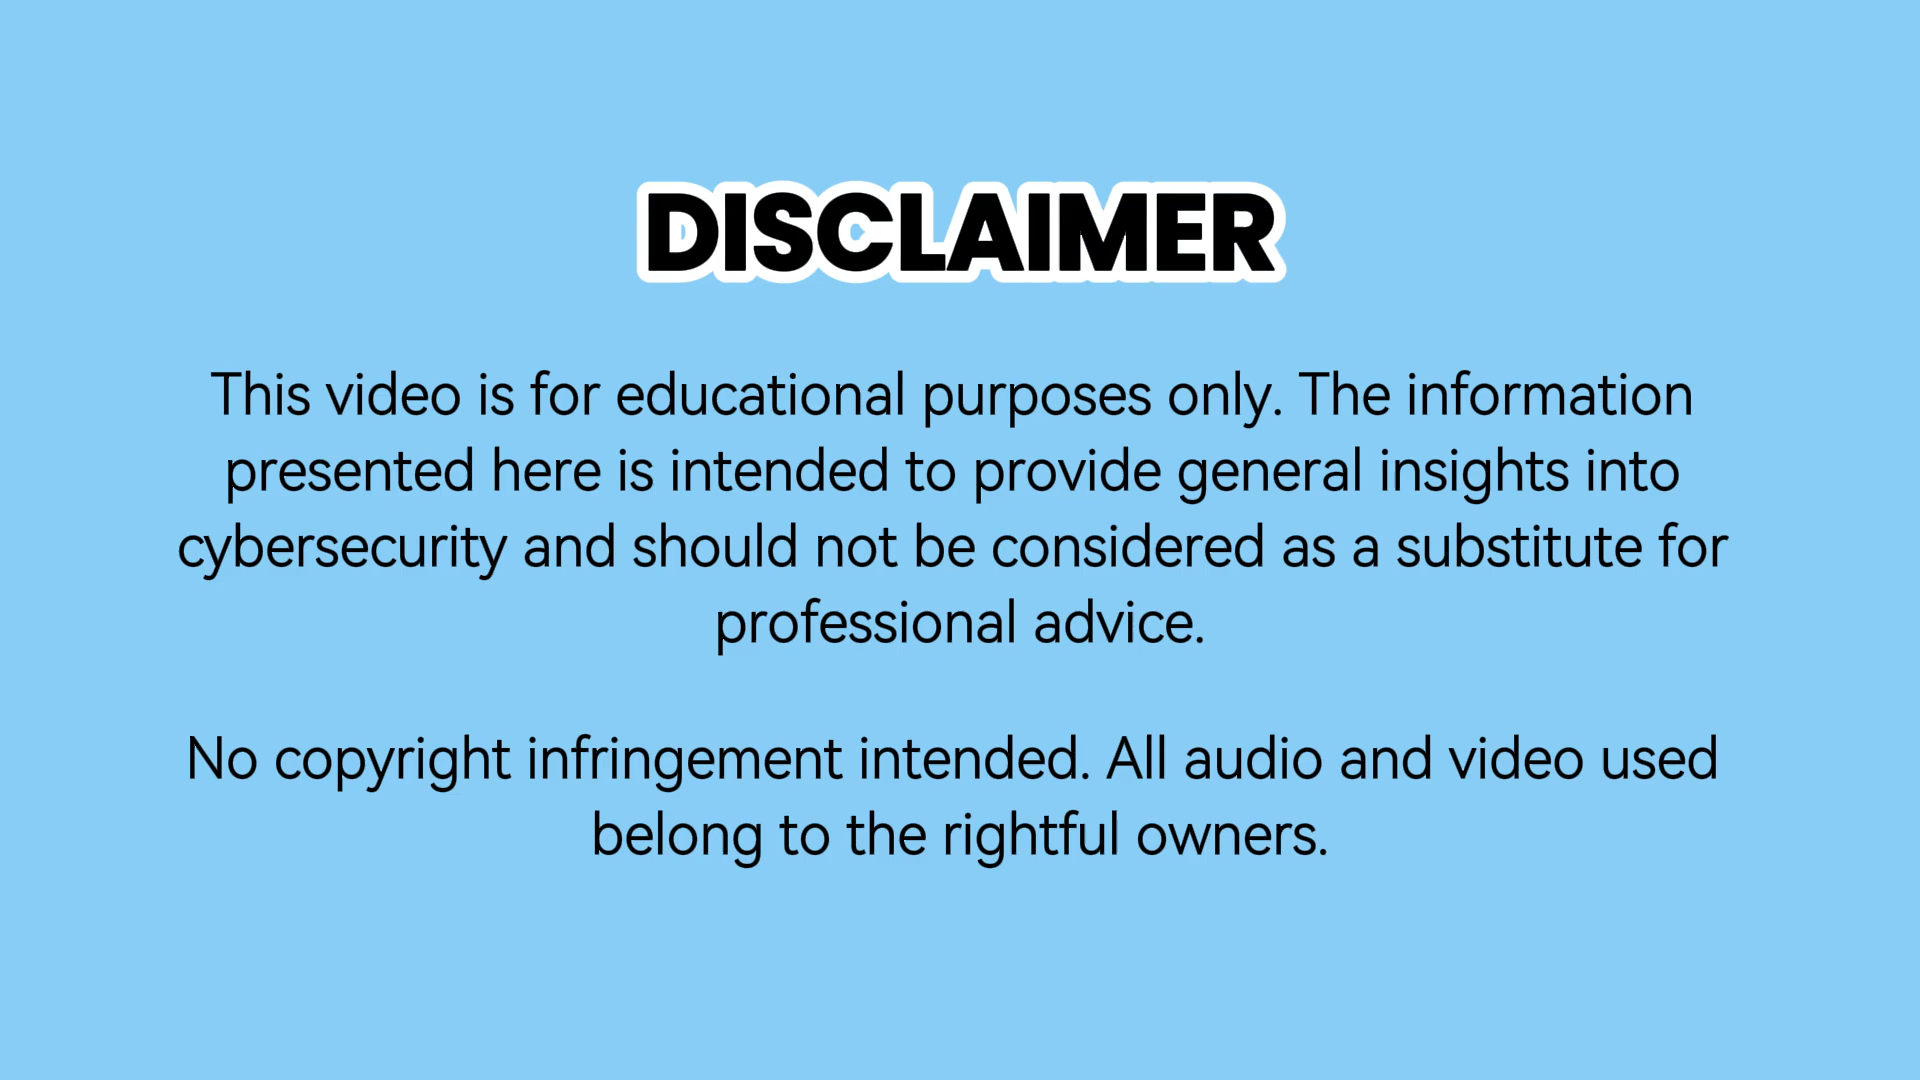 DISCLAIMER
This video is for educational purposes only. The information
presented here is intended to provide general insights into
cybersecurity and should not be considered as a substitute for
professional advice.
No copyright infringement intended. All audio and video used
belong to the rightful owners.